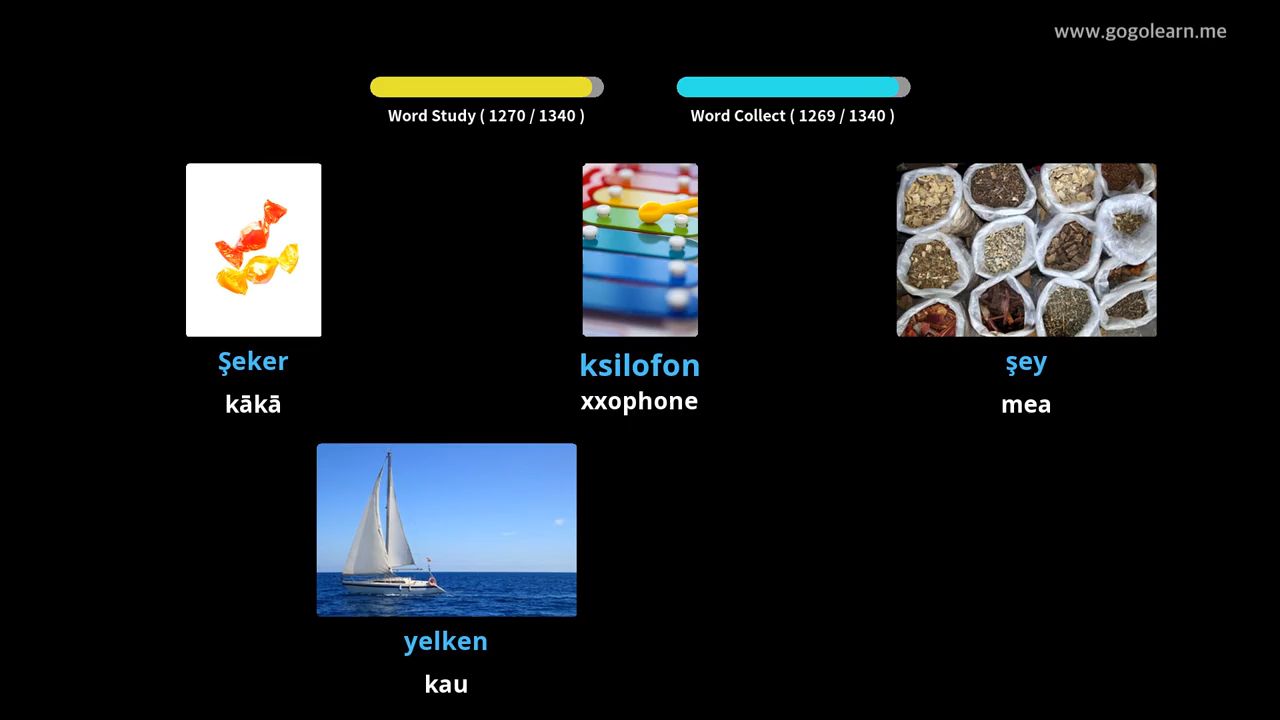 www.gogolearn.me
Word Study ( 1270 / 1340 )
Word Collect ( 1269 / 1340 )
Şeker
kākā
ksilofon
xxophone
şey
mea
yelken
kau